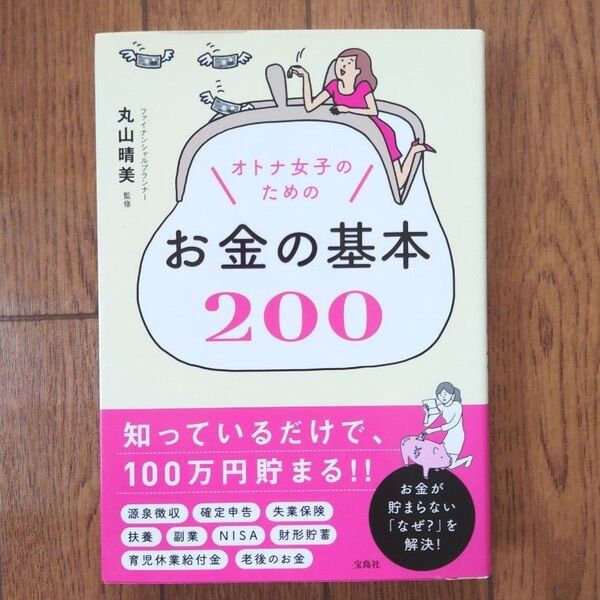 ファイナンシャルプランナー
丸山晴美 監修
オトナ女子の
ための
お金の基本
200
知っているだけで、
100万円貯まる!!
源泉徴収 確定申告 失業保険
扶養 副業 NISA 財形貯蓄
育児休業給付金 老後のお金
お金が
貯まらない
「なぜ?」を
解決!
宝島社